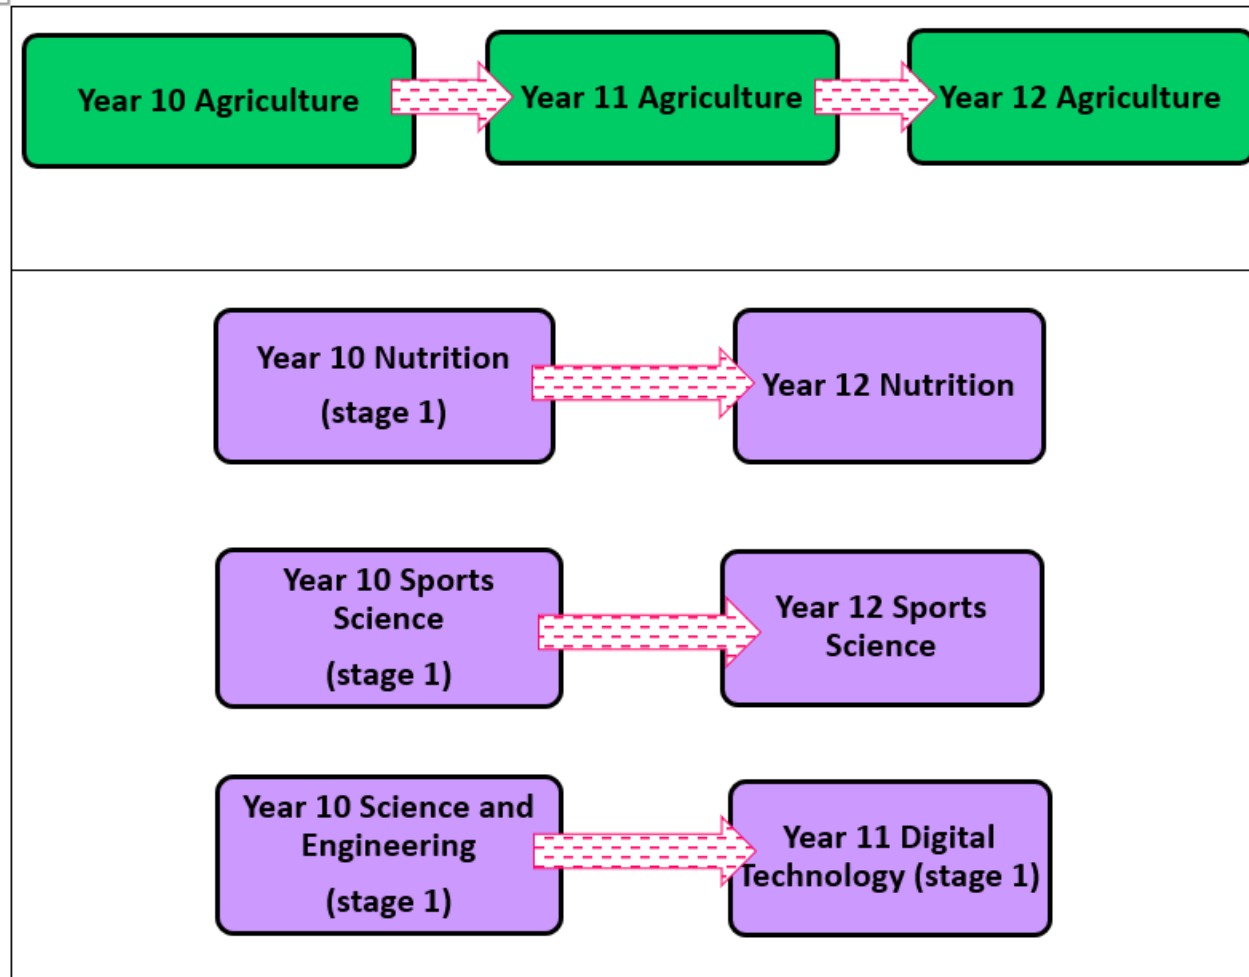 Year 10 Agriculture
Year 11 Agriculture
Year 12 Agriculture
Year 10 Nutrition
(stage 1)
Year 12 Nutrition
Year 10 Sports
Science
(stage 1)
Year 12 Sports
Science
Year 10 Science and
Engineering
(stage 1)
Year 11 Digital
Technology (stage 1)